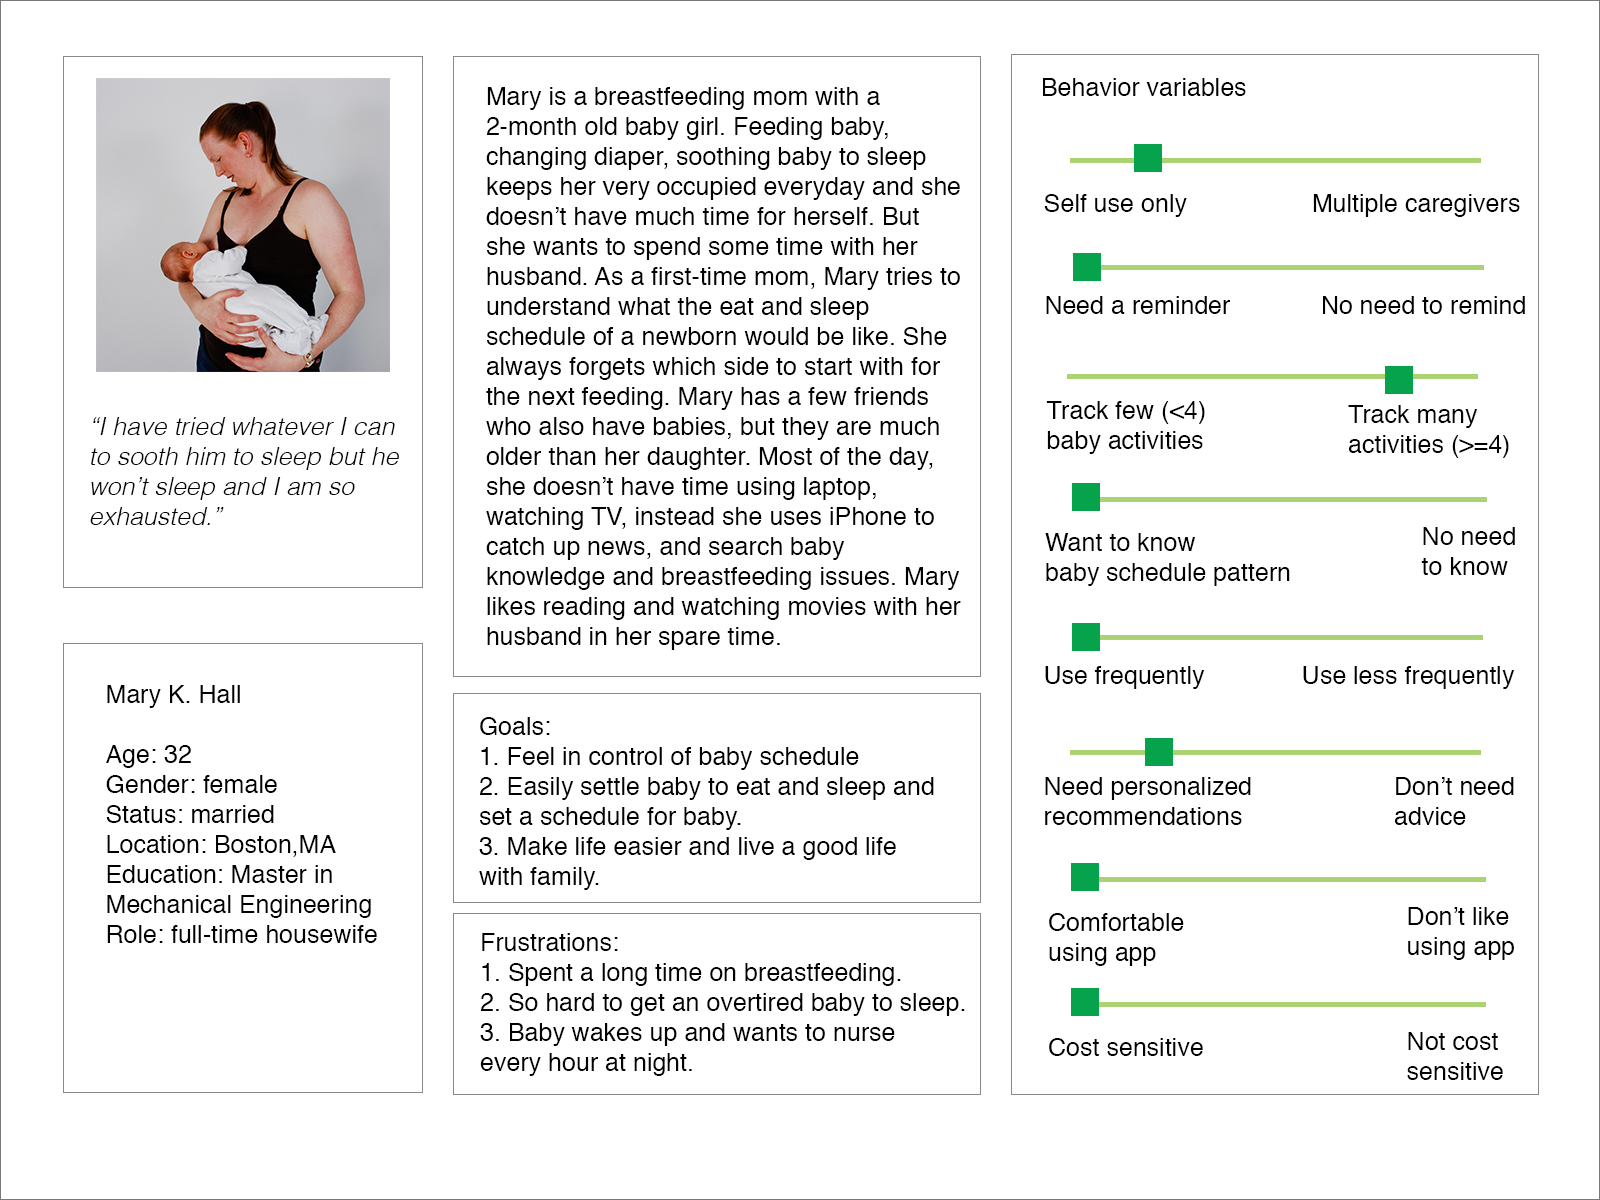 “I have tried whatever I can
to sooth him to sleep but he
won’t sleep and I am so
exhausted.”
Mary K. Hall
Age: 32
Gender: female
Status: married
Location: Boston,MA
Education: Master in
Mechanical Engineering
Role: full-time housewife
Mary is a breastfeeding mom with a
2-month old baby girl. Feeding baby,
changing diaper, soothing baby to sleep
keeps her very occupied everyday and she
doesn’t have much time for herself. But
she wants to spend some time with her
husband. As a first-time mom, Mary tries to
understand what the eat and sleep
schedule of a newborn would be like. She
always forgets which side to start with for
the next feeding. Mary has a few friends
who also have babies, but they are much
older than her daughter. Most of the day,
she doesn’t have time using laptop,
watching TV, instead she uses iPhone to
catch up news, and search baby
knowledge and breastfeeding issues. Mary
likes reading and watching movies with her
husband in her spare time.
Goals:
1. Feel in control of baby schedule
2. Easily settle baby to eat and sleep and
set a schedule for baby.
3. Make life easier and live a good life
with family.
Frustrations:
1. Spent a long time on breastfeeding.
2. So hard to get an overtired baby to sleep.
3. Baby wakes up and wants to nurse
every hour at night.
Behavior variables
Self use only
Multiple caregivers
Need a reminder
No need to remind
Track few (<4)
baby activities
Track many
activities (>=4)
Want to know
baby schedule pattern
No need
to know
Use frequently
Use less frequently
Need personalized
recommendations
Don’t need
advice
Comfortable
using app
Don’t like
using app
Cost sensitive
Not cost
sensitive